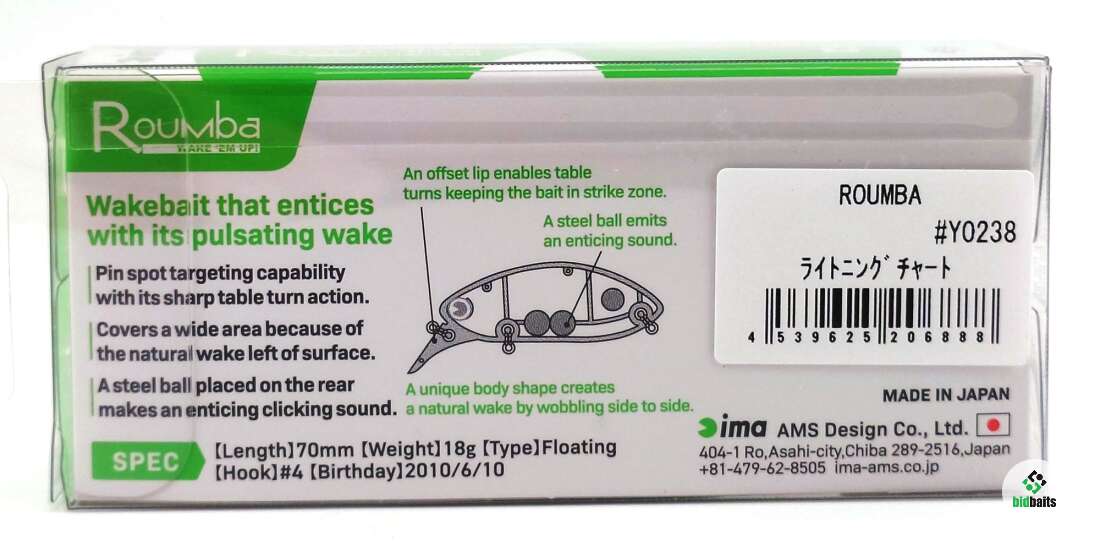 Roumba
WAKE 'EM UP!
Wakebait that entices
with its pulsating wake
Pin spot targeting capability
with its sharp table turn action.
Covers a wide area because of
the natural wake left of surface.
A steel ball placed on the rear
makes an enticing clicking sound.
SPEC
【Length】70mm【Weight】18g【Type】Floating
【Hook】#4【Birthday】2010/6/10
An offset lip enables table
turns keeping the bait in strike zone.
A steel ball emits
an enticing sound.
A unique body shape creates
a natural wake by wobbling side to side.
ROUMBA
#Y0238
ライトニング゛チャート
4 539625 206888
MADE IN JAPAN
ima AMS Design Co., Ltd.
404-1 Ro,Asahi-city,Chiba 289-2516,Japan
+81-479-62-8505 ima-ams.co.jp
bidbaits